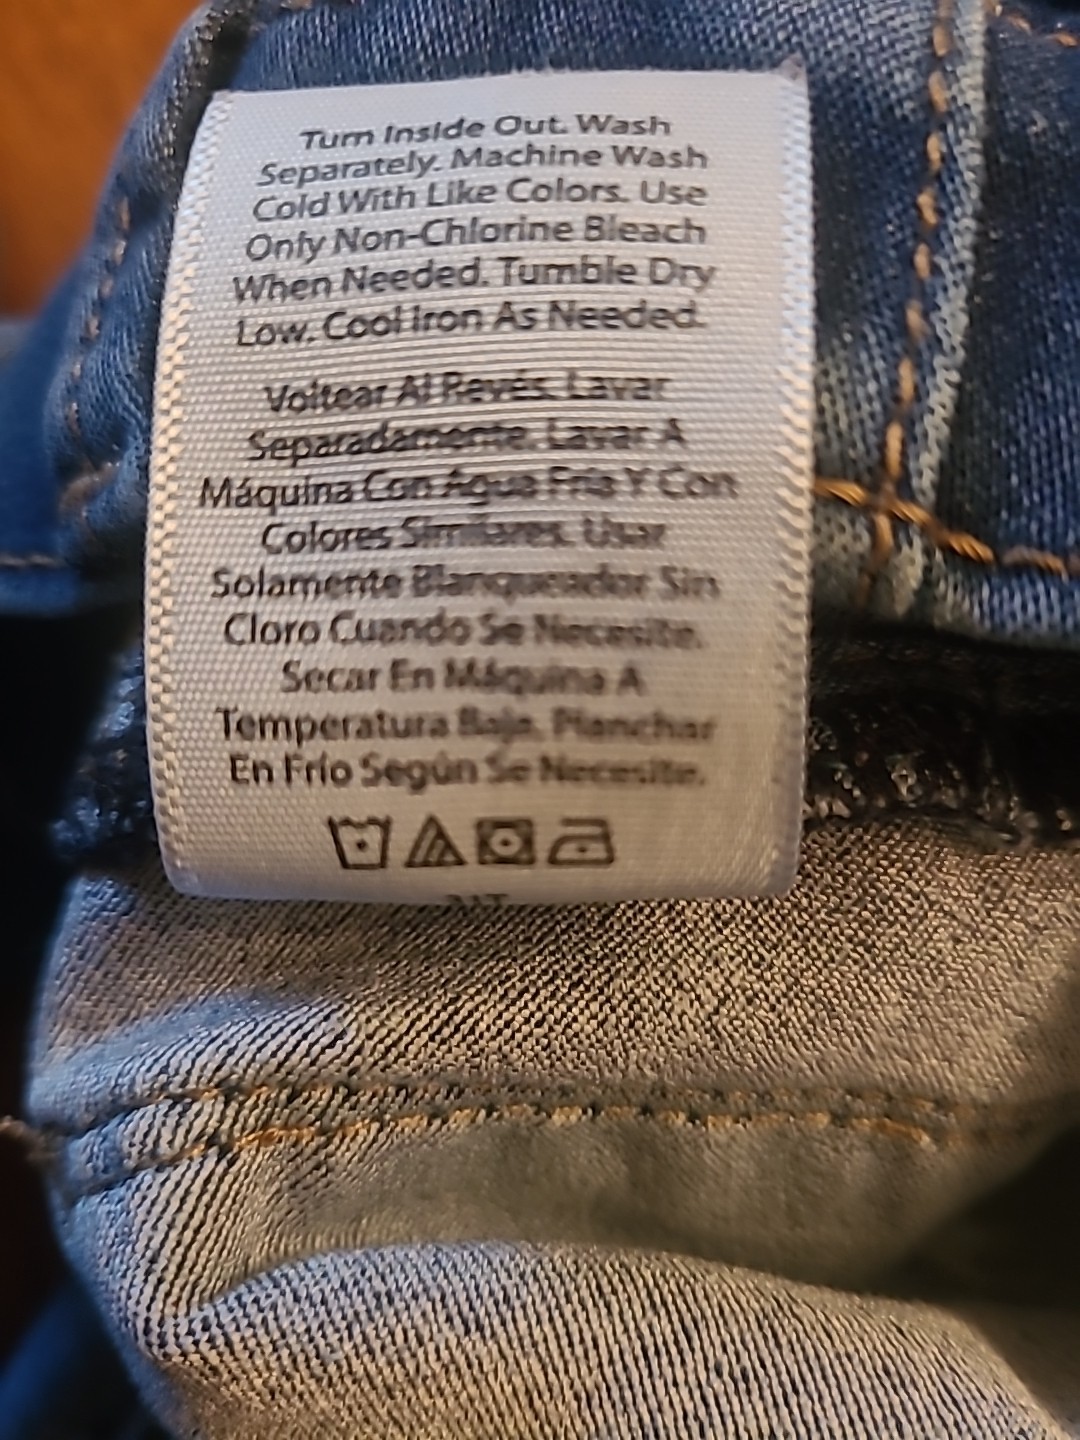 Turn Inside Out. Wash
Separately. Machine Wash
Cold With Like Colors. Use
Only Non-Chlorine Bleach
When Needed. Tumble Dry
Low. Cool Iron As Needed.
Voltear Al Revés. Lavar
Separadamente. Lavar A
Máquina Con Agua Fría Y Con
Colores Similares. Usar
Solamente Blanqueador Sin
Cloro Cuando Se Necesite.
Secar En Máquina A
Temperatura Baja. Planchar
En Frío Según Se Necesite.